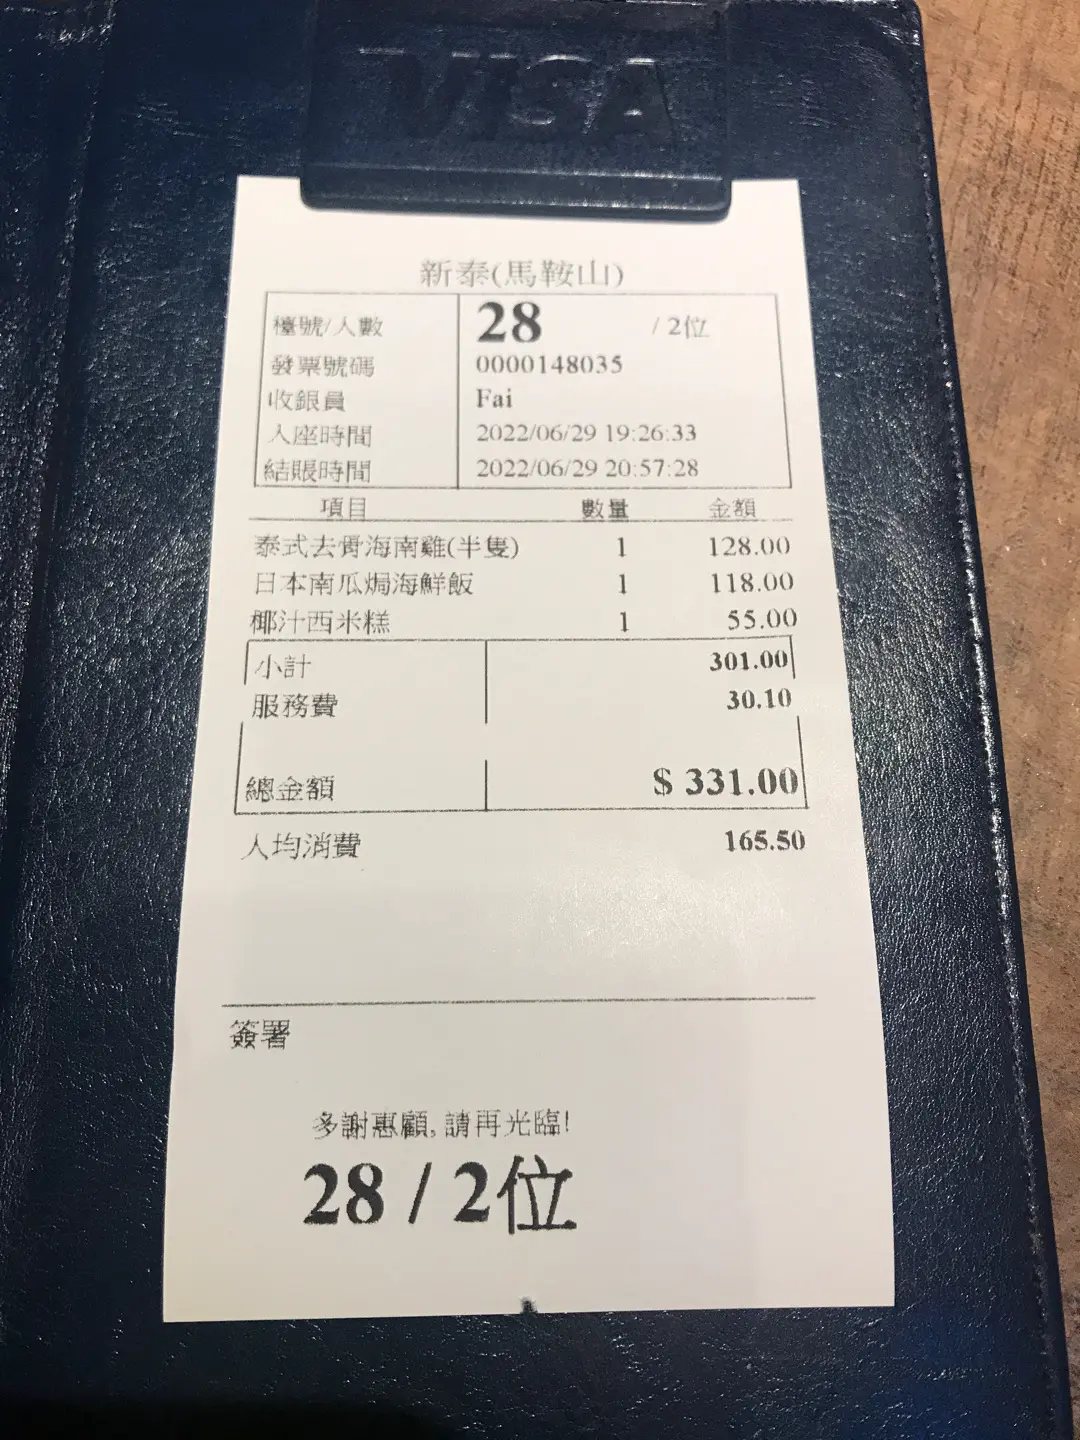 VISA
新泰(馬鞍山)
檯號/人數 28 / 2位
發票號碼 0000148035
收銀員 Fai
入座時間 2022/06/29 19:26:33
結賬時間 2022/06/29 20:57:28
項目 數量 金額
泰式去骨海南雞(半隻) 1 128.00
日本南瓜焗海鮮飯 1 118.00
椰汁西米糕 1 55.00
小計 301.00
服務費 30.10
總金額 $ 331.00
人均消費 165.50
簽署
多謝惠顧, 請再光臨!
28 / 2位